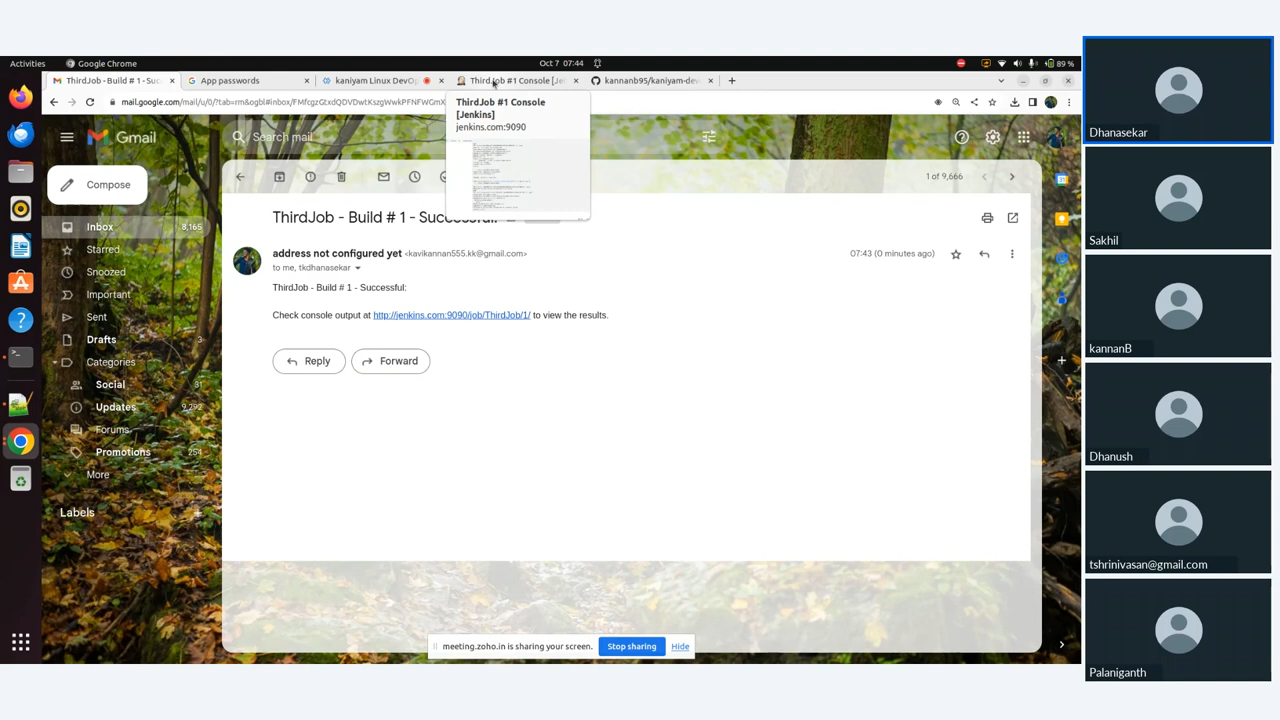 Activities
Google Chrome
Oct 7 07:44
89 %
ThirdJob - Build # 1 - Suc
App passwords
kaniyam Linux DevOp
ThirdJob #1 Console [Je
kannanb95/kaniyam-de
mail.google.com/mail/u/0/?tab=rm&ogbl#inbox/
ThirdJob #1 Console
[Jenkins]
jenkins.com:9090
Gmail
Search mail
Compose
1 of 9,666
ThirdJob - Build # 1 - Successful:
Inbox 8,165
Starred
Snoozed
Important
Sent
Drafts 3
Categories
Social 81
Updates 9,292
Forums
Promotions 254
More
Labels
address not configured yet <kavikannan555.kk@gmail.com>
07:43 (0 minutes ago)
to me, tkdhanasekar
ThirdJob - Build # 1 - Successful:
Check console output at http://jenkins.com:9090/job/ThirdJob/1/ to view the results.
Reply
Forward
meeting.zoho.in is sharing your screen.
Stop sharing
Hide
Dhanasekar
Sakhil
kannanB
Dhanush
tshrinivasan@gmail.com
Palaniganth